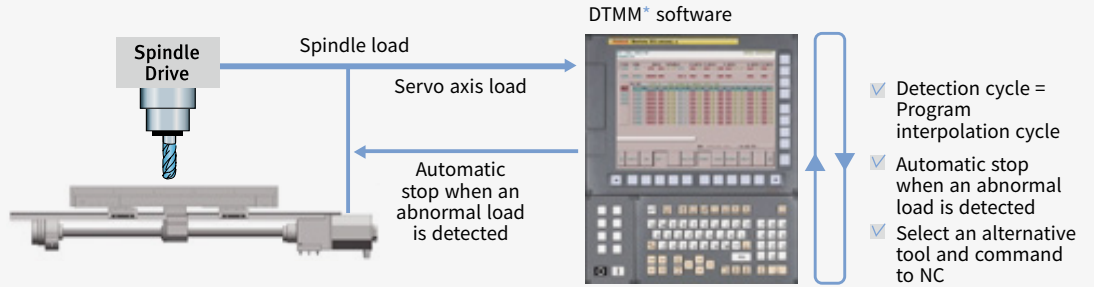 DTMM* software
Spindle
Drive
Spindle load
Servo axis load
Automatic
stop when an
abnormal load
is detected
Detection cycle =
Program
interpolation cycle
Automatic stop
when an abnormal
load is detected
Select an alternative
tool and command
to NC